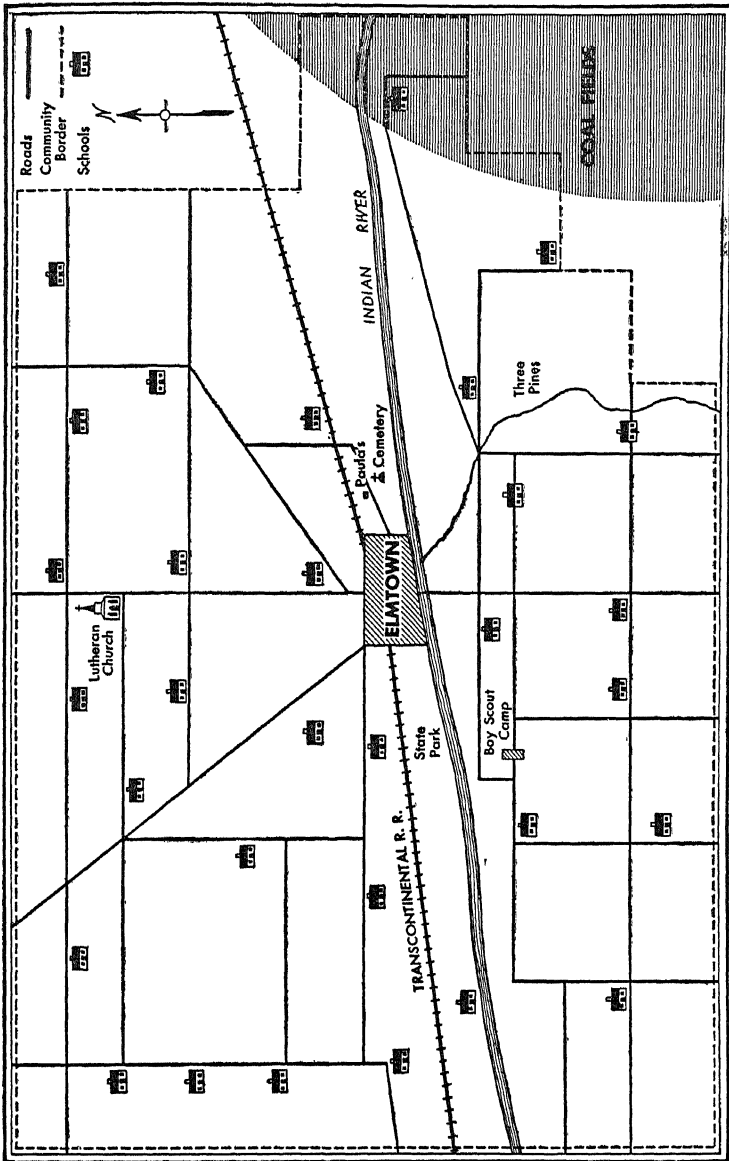 Roads
Community
Border
Schools
N
COAL FIELDS
INDIAN RIVER
Three
Pines
Paula's
Cemetery
ELMTOWN
Lutheran
Church
State
Park
Boy Scout
Camp
TRANSCONTINENTAL R. R.